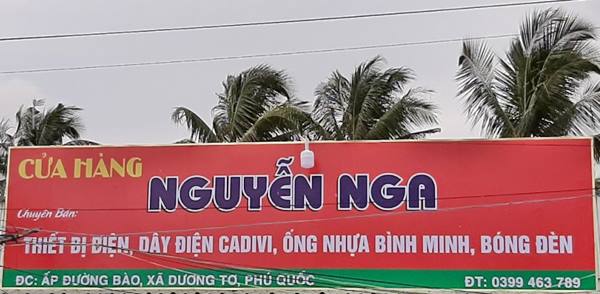 CỬA HÀNG
NGUYỄN NGA
Chuyên Bán:
THIẾT BỊ ĐIỆN, DÂY ĐIỆN CADIVI, ỐNG NHỰA BÌNH MINH, BÓNG ĐÈN
ĐC: ẤP ĐƯỜNG BÀO, XÃ DƯƠNG TƠ, PHÚ QUỐC ĐT: 0399 463 789